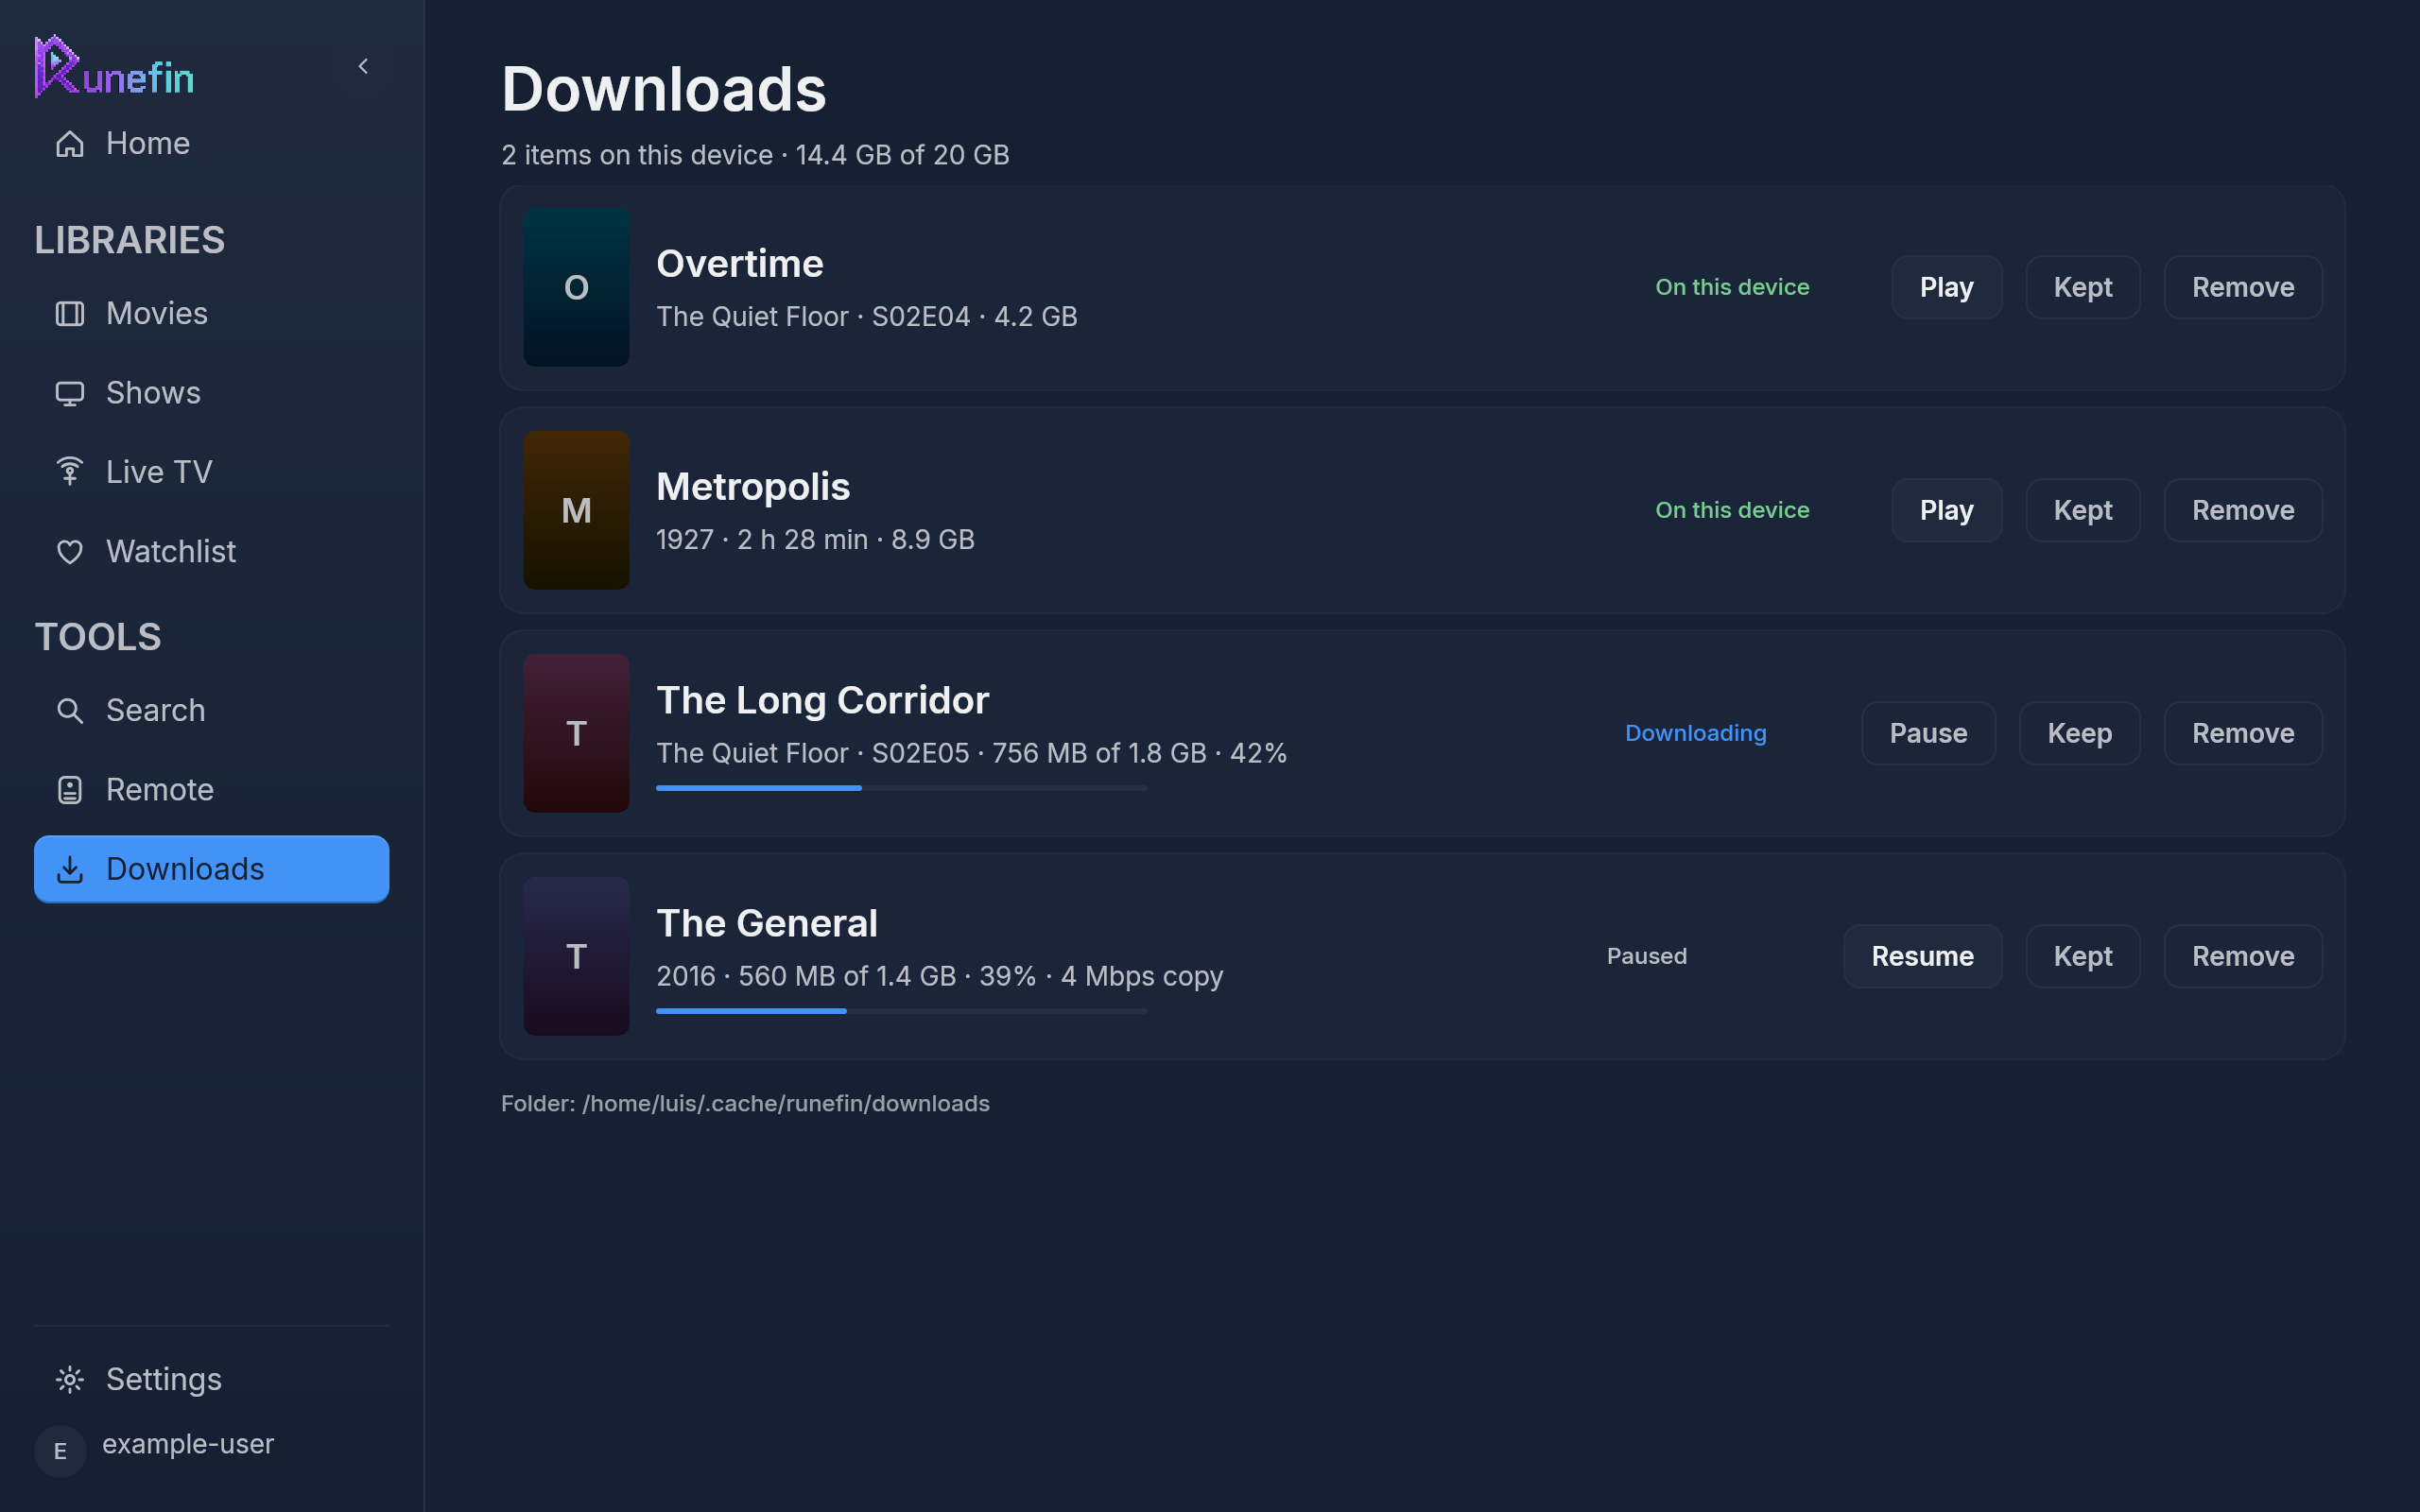 Runefin
Home
LIBRARIES
Movies
Shows
Live TV
Watchlist
TOOLS
Search
Remote
Downloads
Settings
E
example-user
Downloads
2 items on this device · 14.4 GB of 20 GB
O
Overtime
The Quiet Floor · S02E04 · 4.2 GB
On this device
Play
Kept
Remove
M
Metropolis
1927 · 2 h 28 min · 8.9 GB
On this device
Play
Kept
Remove
T
The Long Corridor
The Quiet Floor · S02E05 · 756 MB of 1.8 GB · 42%
Downloading
Pause
Keep
Remove
T
The General
2016 · 560 MB of 1.4 GB · 39% · 4 Mbps copy
Paused
Resume
Kept
Remove
Folder: /home/luis/.cache/runefin/downloads